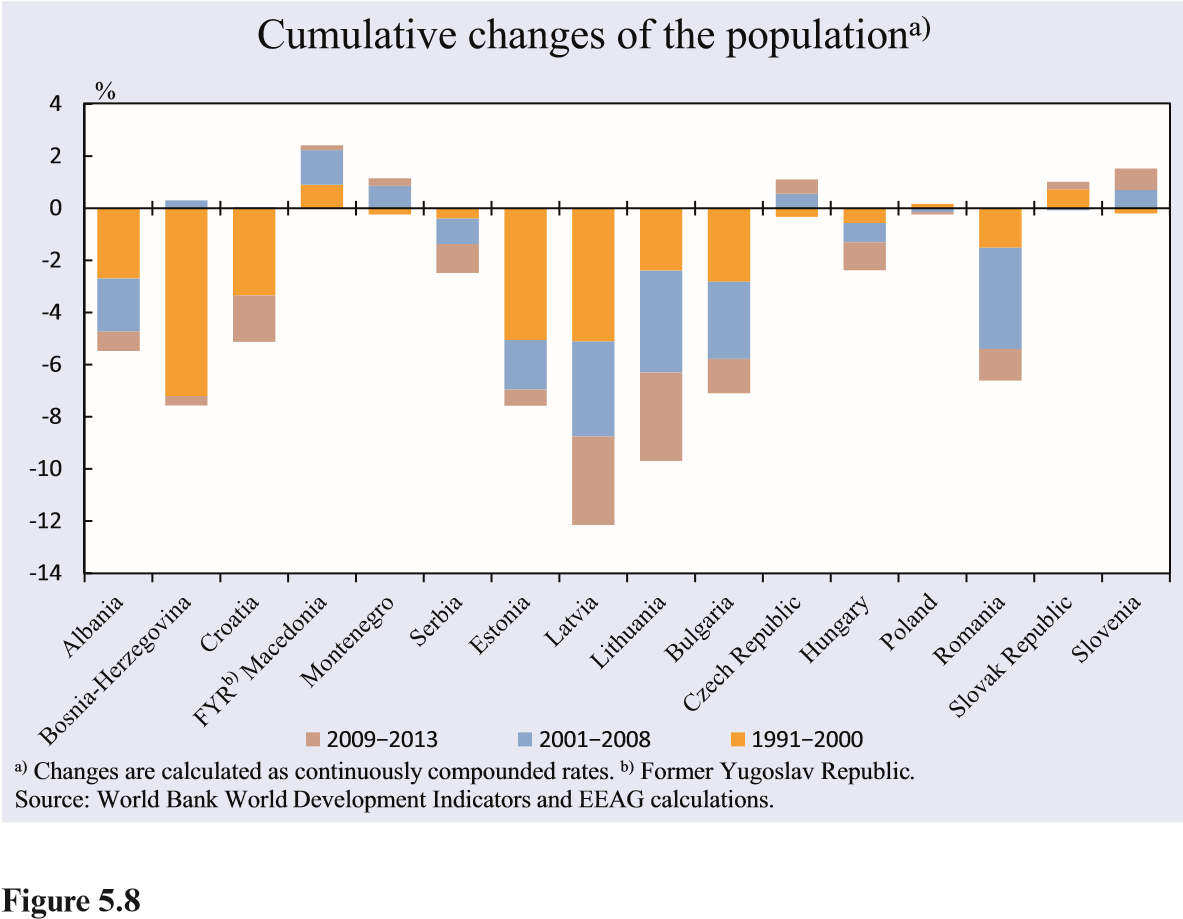 Cumulative changes of the populationa)
%
4
2
0
-2
-4
-6
-8
-10
-12
-14
Albania
Bosnia-Herzegovina
Croatia
FYRb) Macedonia
Montenegro
Serbia
Estonia
Latvia
Lithuania
Bulgaria
Czech Republic
Hungary
Poland
Romania
Slovak Republic
Slovenia
2009−2013 2001−2008 1991−2000
a) Changes are calculated as continuously compounded rates. b) Former Yugoslav Republic.
Source: World Bank World Development Indicators and EEAG calculations.
Figure 5.8